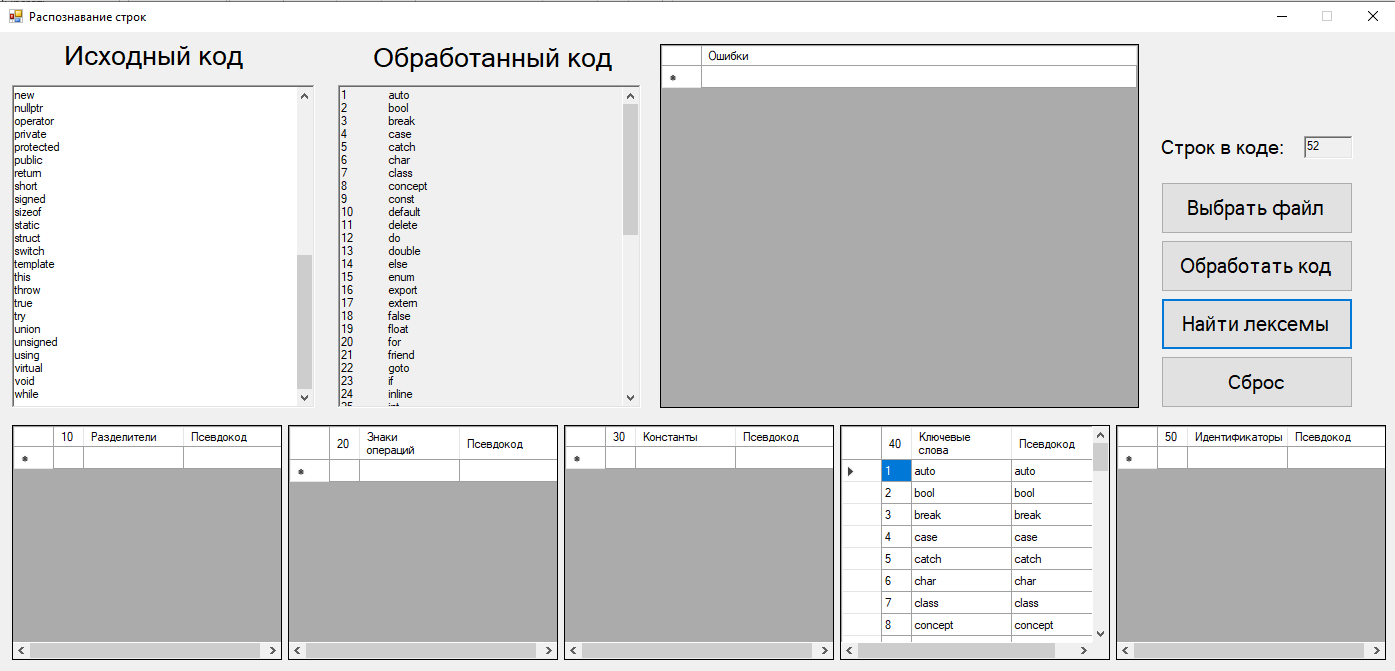 Распознавание строк
Исходный код
Обработанный код
Ошибки
new
nullptr
operator
private
protected
public
return
short
signed
sizeof
static
struct
switch
template
this
throw
true
try
union
unsigned
using
virtual
void
while
1 auto
2 bool
3 break
4 case
5 catch
6 char
7 class
8 concept
9 const
10 default
11 delete
12 do
13 double
14 else
15 enum
16 export
17 extern
18 false
19 float
20 for
21 friend
22 goto
23 if
24 inline
Строк в коде: 52
Выбрать файл
Обработать код
Найти лексемы
Сброс
10 Разделители Псевдокод
20 Знаки операций Псевдокод
30 Константы Псевдокод
40 Ключевые слова Псевдокод
1 auto auto
2 bool bool
3 break break
4 case case
5 catch catch
6 char char
7 class class
8 concept concept
50 Идентификаторы Псевдокод